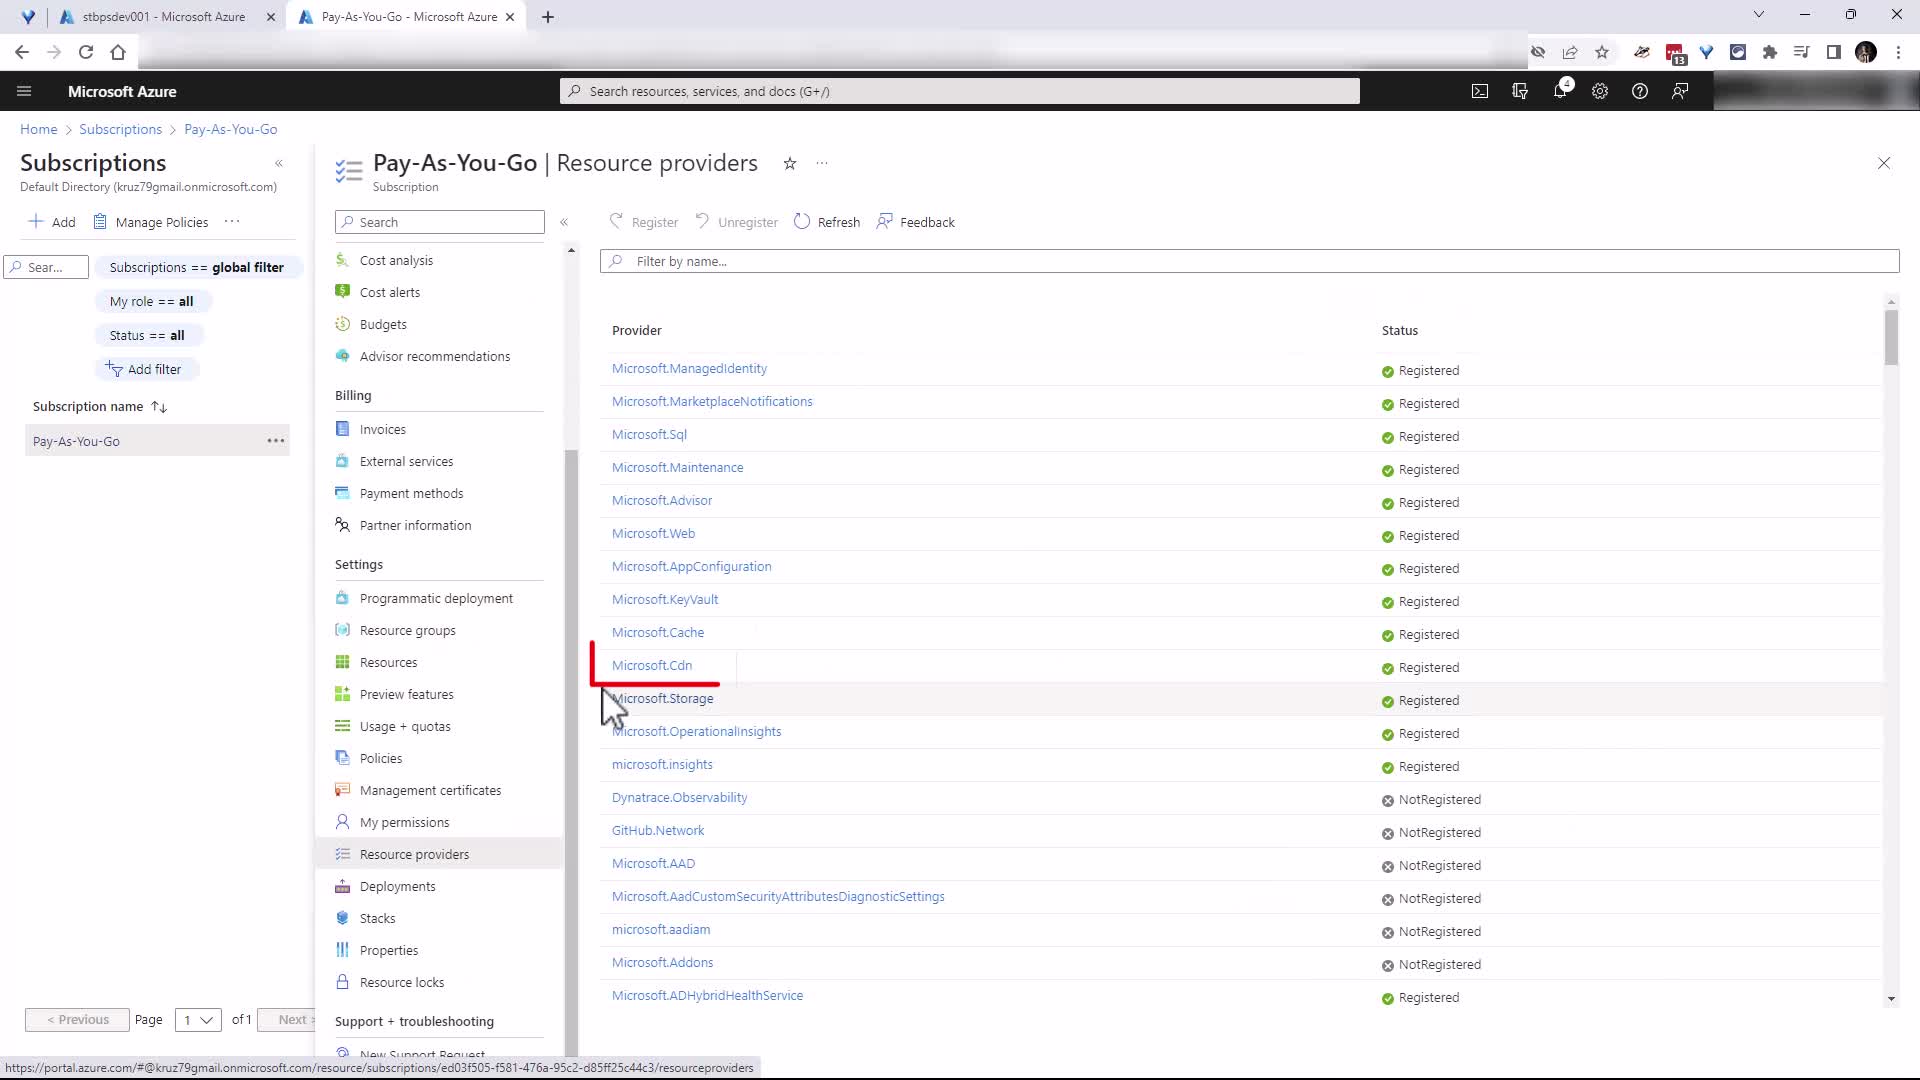 stbpsdev001 - Microsoft Azure
Pay-As-You-Go - Microsoft Azure
13
Microsoft Azure
Search resources, services, and docs (G+/)
4
Home > Subscriptions > Pay-As-You-Go
Subscriptions
Default Directory (kruz79gmail.onmicrosoft.com)
Add
Manage Policies
Sear...
Subscriptions == global filter
My role == all
Status == all
Add filter
Subscription name
Pay-As-You-Go
< Previous
Page
1
of 1
Next >
Pay-As-You-Go | Resource providers
Subscription
Search
Cost analysis
Cost alerts
Budgets
Advisor recommendations
Billing
Invoices
External services
Payment methods
Partner information
Settings
Programmatic deployment
Resource groups
Resources
Preview features
Usage + quotas
Policies
Management certificates
My permissions
Resource providers
Deployments
Stacks
Properties
Resource locks
Support + troubleshooting
New Support Request
Register
Unregister
Refresh
Feedback
Filter by name...
Provider Status
Microsoft.ManagedIdentity Registered
Microsoft.MarketplaceNotifications Registered
Microsoft.Sql Registered
Microsoft.Maintenance Registered
Microsoft.Advisor Registered
Microsoft.Web Registered
Microsoft.AppConfiguration Registered
Microsoft.KeyVault Registered
Microsoft.Cache Registered
Microsoft.Cdn Registered
Microsoft.Storage Registered
Microsoft.OperationalInsights Registered
microsoft.insights Registered
Dynatrace.Observability NotRegistered
GitHub.Network NotRegistered
Microsoft.AAD NotRegistered
Microsoft.AadCustomSecurityAttributesDiagnosticSettings NotRegistered
microsoft.aadiam NotRegistered
Microsoft.Addons NotRegistered
Microsoft.ADHybridHealthService Registered
https://portal.azure.com/#@kruz79gmail.onmicrosoft.com/resource/subscriptions/ed03f505-f581-476a-95c2-d85ff25c44c3/resourceproviders